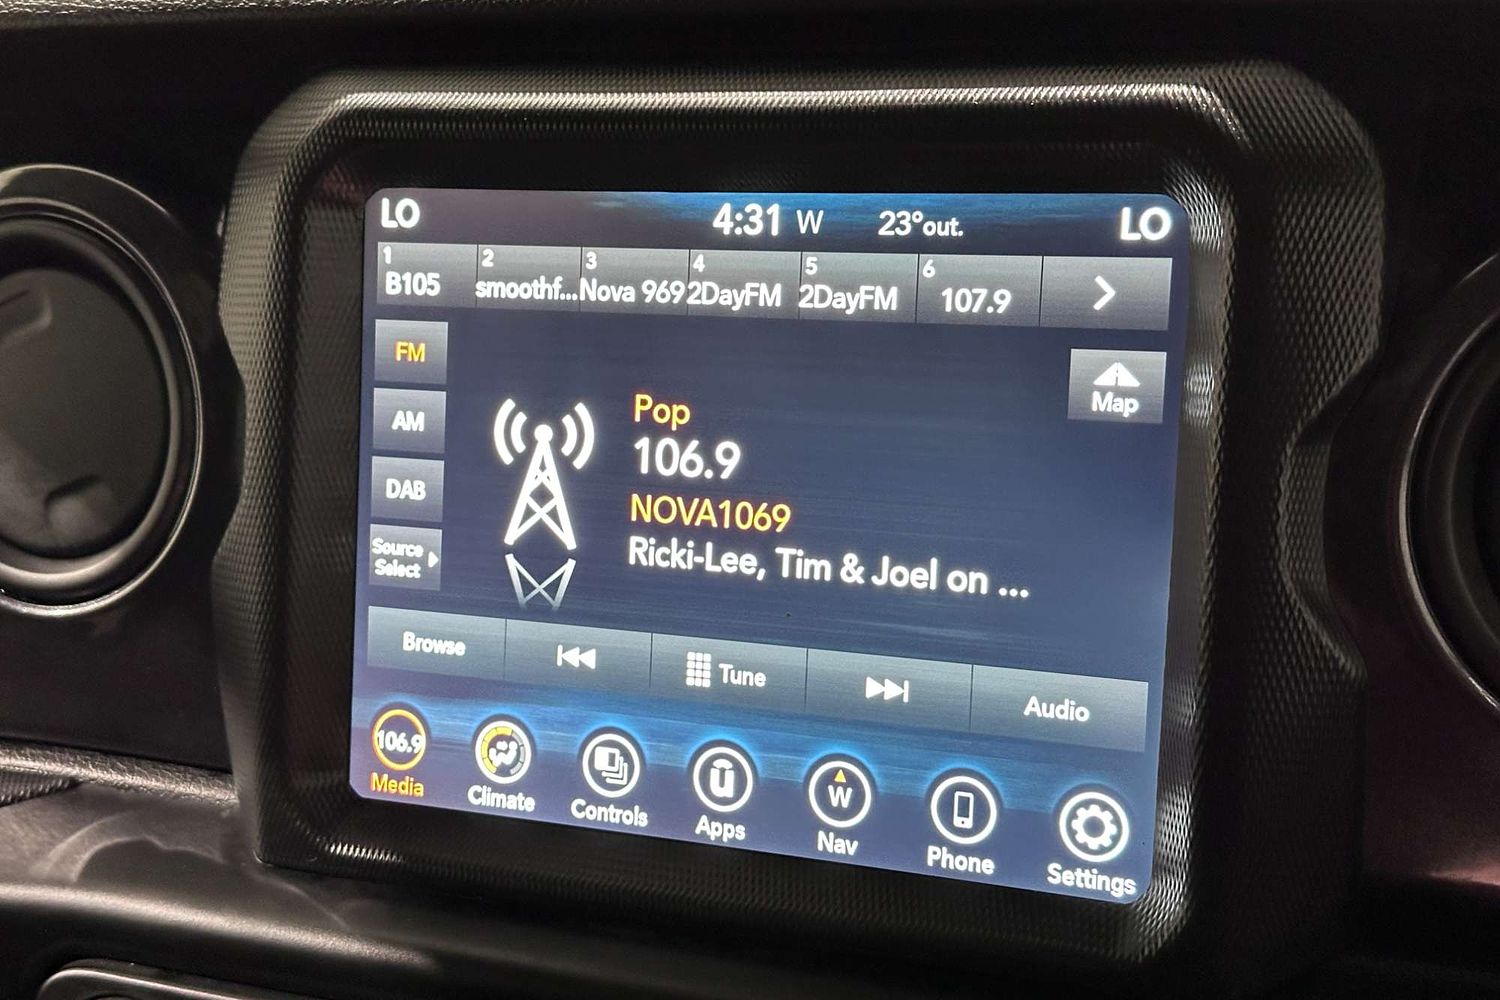 LO 4:31 W 23°out. LO
1 B105
2 smoothf...
3 Nova 969
4 2DayFM
5 2DayFM
6 107.9
FM
AM
DAB
Source
Select
Map
Pop
106.9
NOVA1069
Ricki-Lee, Tim & Joel on ...
Browse Tune Audio
106.9 W
Media Climate Controls Apps Nav Phone Settings